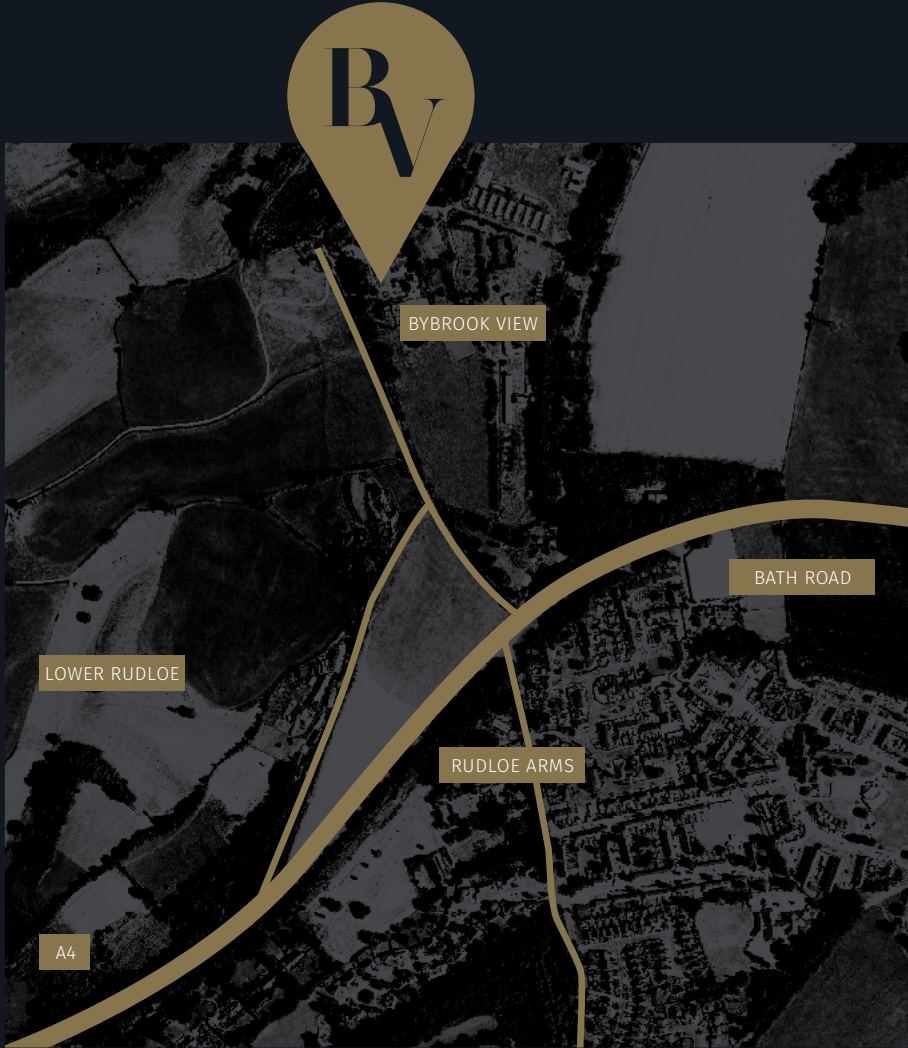 BV
BYBROOK VIEW
BATH ROAD
LOWER RUDLOE
RUDLOE ARMS
A4